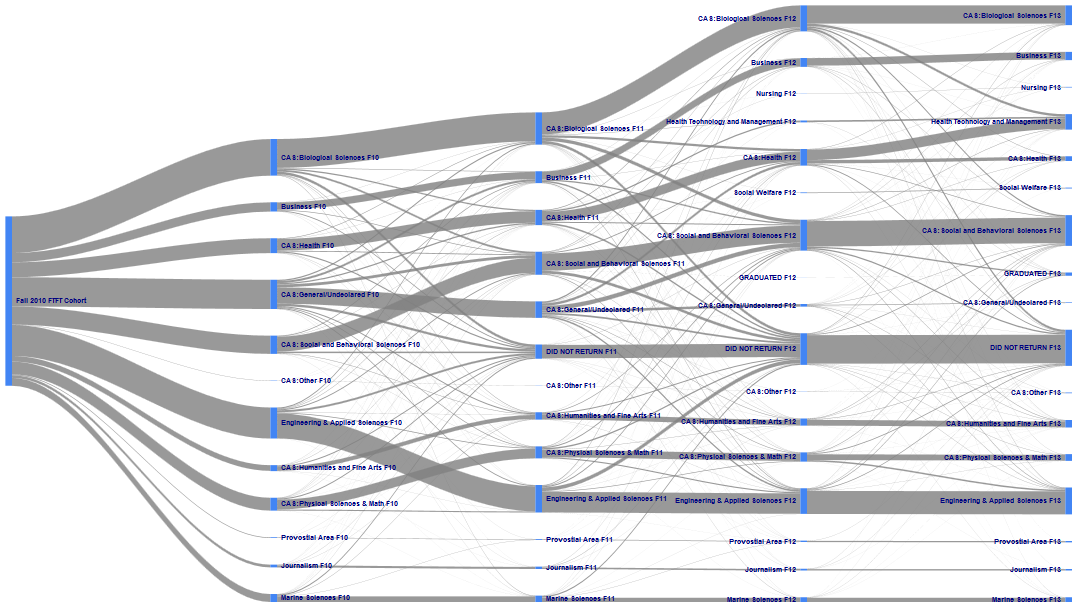 Fall 2010 FTFT Cohort
CAS:Biological Sciences F10
Business F10
CAS:Health F10
CAS:General/Undeclared F10
CAS: Social and Behavioral Sciences F10
CAS:Other F10
Engineering & Applied Sciences F10
CAS:Humanities and Fine Arts F10
CAS:Physical Sciences & Math F10
Provostial Area F10
Journalism F10
Marine Sciences F10
CAS:Biological Sciences F11
Business F11
CAS:Health F11
CAS: Social and Behavioral Sciences F11
CAS:General/Undeclared F11
DID NOT RETURN F11
CAS:Other F11
CAS:Humanities and Fine Arts F11
CAS:Physical Sciences & Math F11
Engineering & Applied Sciences F11
Provostial Area F11
Journalism F11
Marine Sciences F11
CAS:Biological Sciences F12
Business F12
Nursing F12
Health Technology and Management F12
CAS:Health F12
Social Welfare F12
CAS: Social and Behavioral Sciences F12
GRADUATED F12
CAS:General/Undeclared F12
DID NOT RETURN F12
CAS:Other F12
CAS:Humanities and Fine Arts F12
CAS:Physical Sciences & Math F12
Engineering & Applied Sciences F12
Provostial Area F12
Journalism F12
Marine Sciences F12
CAS:Biological Sciences F13
Business F13
Nursing F13
Health Technology and Management F13
CAS:Health F13
Social Welfare F13
CAS: Social and Behavioral Sciences F13
GRADUATED F13
CAS:General/Undeclared F13
DID NOT RETURN F13
CAS:Other F13
CAS:Humanities and Fine Arts F13
CAS:Physical Sciences & Math F13
Engineering & Applied Sciences F13
Provostial Area F13
Journalism F13
Marine Sciences F13